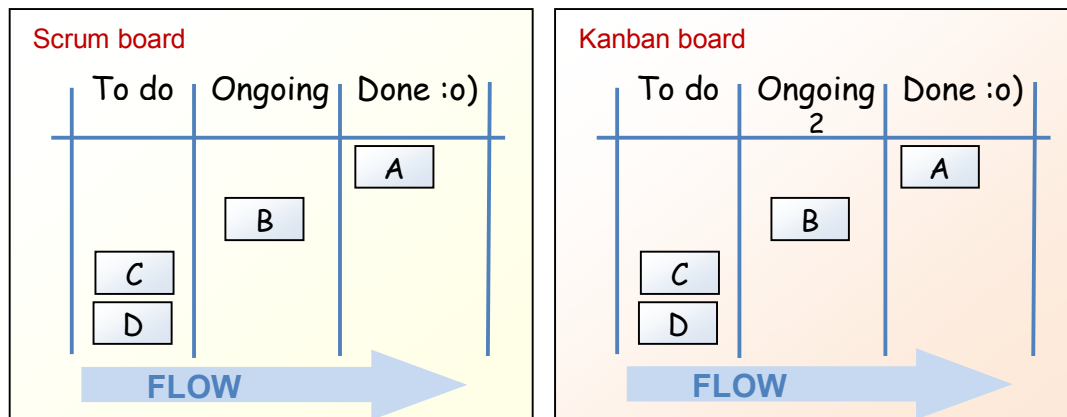 Scrum board
To do Ongoing Done :o)
A
B
C
D
FLOW
Kanban board
To do Ongoing Done :o)
2
A
B
C
D
FLOW